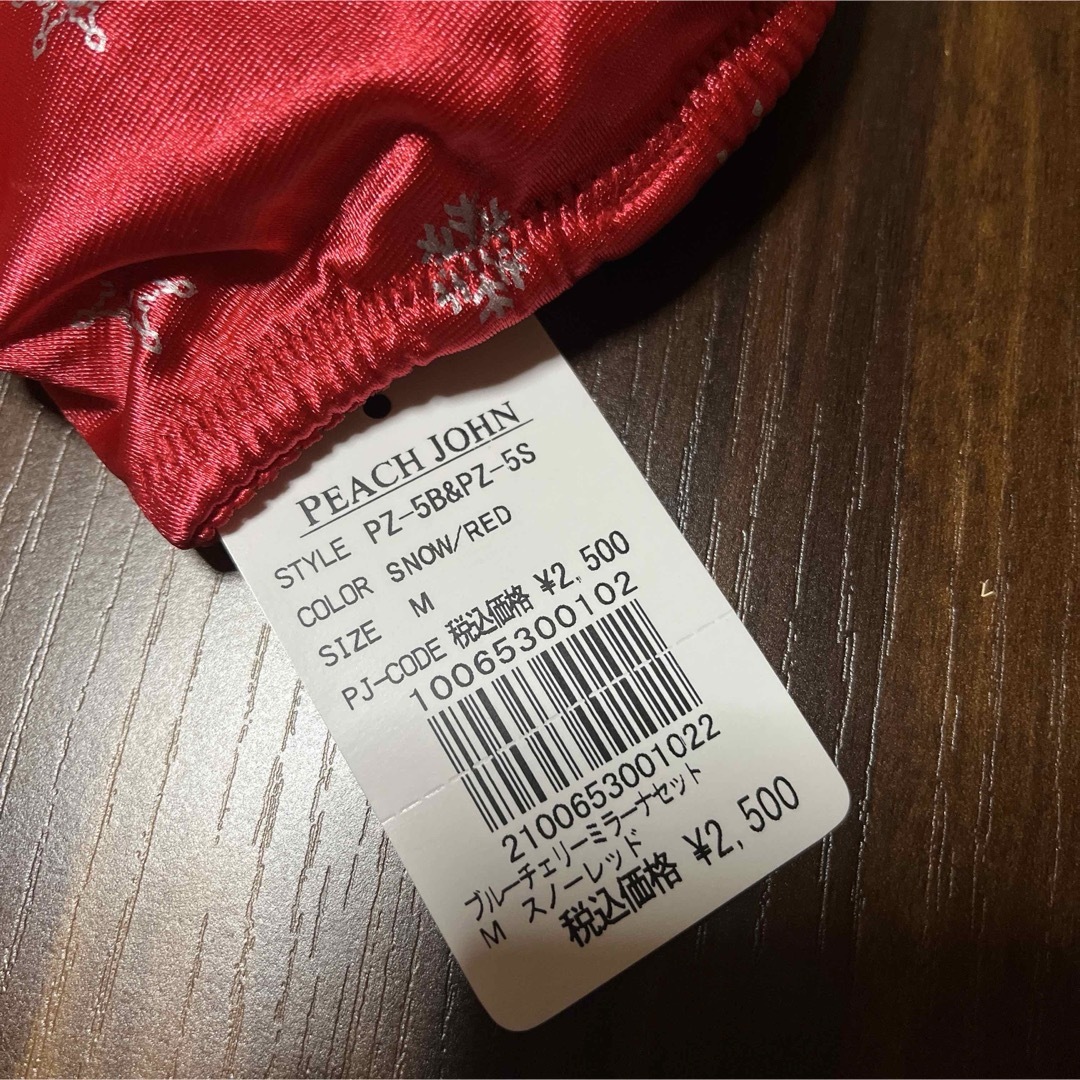 PEACH JOHN
STYLE PZ-5B&PZ-5S
COLOR SNOW/RED
SIZE M
PJ-CODE 税込価格 ¥2,500
10065300102
2100653001022
ブルーチェリーミラーナセット
M スノーレッド
税込価格 ¥2,500